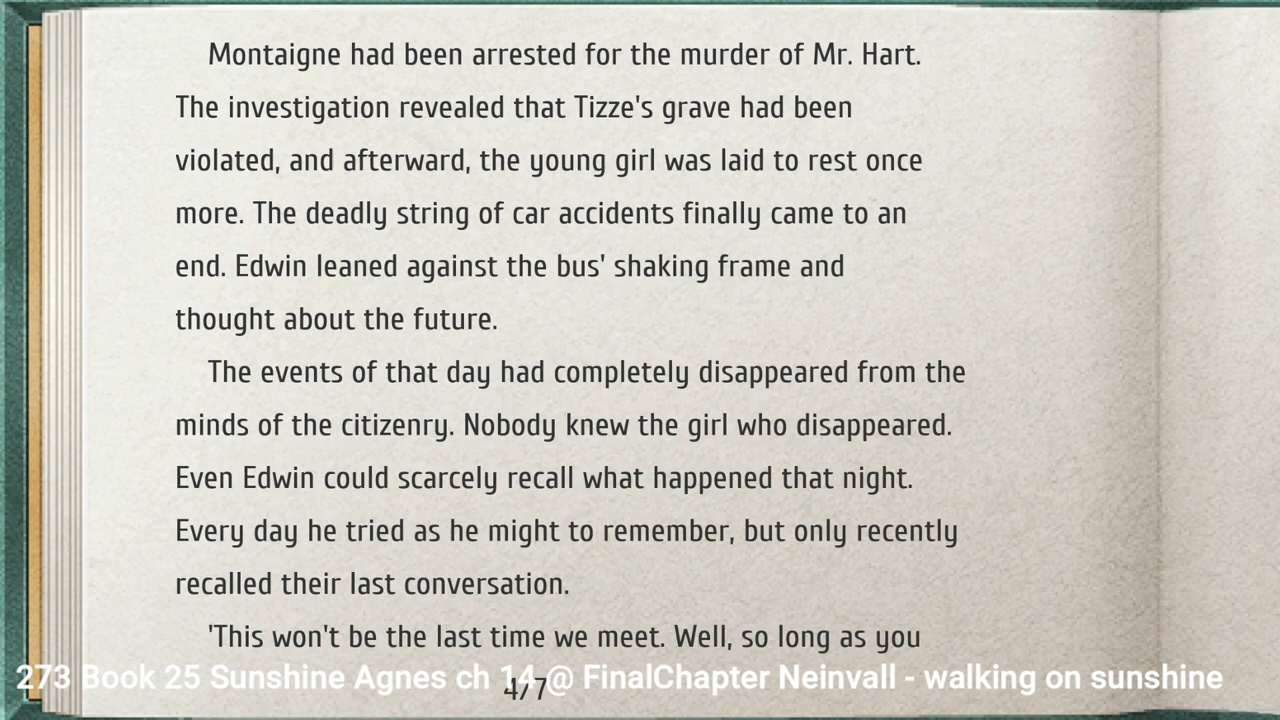 Montaigne had been arrested for the murder of Mr. Hart.
The investigation revealed that Tizze's grave had been
violated, and afterward, the young girl was laid to rest once
more. The deadly string of car accidents finally came to an
end. Edwin leaned against the bus' shaking frame and
thought about the future.
The events of that day had completely disappeared from the
minds of the citizenry. Nobody knew the girl who disappeared.
Even Edwin could scarcely recall what happened that night.
Every day he tried as he might to remember, but only recently
recalled their last conversation.
'This won't be the last time we meet. Well, so long as you
273 Book 25 Sunshine Agnes ch 14 @ FinalChapter Neinvall - walking on sunshine
4/7